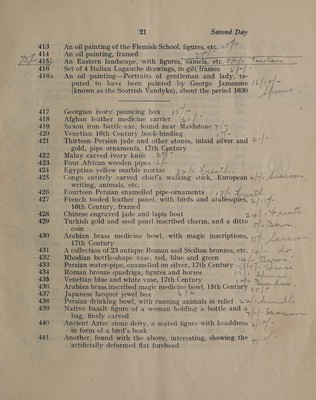 21 Second Day
413 An oil painting of the Flemish School, figures, etc.
414 An oil painting, framed
415 An Eastern landscape, with figures, camels, etc.
416 Set of 4 Italian Laganche drawings, in gilt frames
416A An oil painting—Portraits of gentleman and lady, re-
puted to have been painted by George Jamesone
(known as the Scottish Vandyke), about the period 1630
417 Georgian ivory pouncing box
418 Afghan leather medicine carrier
419 Saxon iron battle-axe, found near Maidstone
420 Venetian 16th Century book-binding
421 Thirteen Persian jade and other stones, inlaid silver and
gold, pipe ornaments, 17th Century
422 Malay carved ivory knife
423 Four African wooden pipes
424 Egyptian yellow marble mortar
425 Congo entirely carved chief's walking stick, European
writing, animals, etc.
426 Fourteen Persian enamelled pipe-ornaments
427 French tooled leather panel, with birds and arabesques,
16th Century, framed
428 Chinese engraved jade and lapis boat
429 Turkish gold and seed pearl inscribed charm, and a ditto
coin
430 Arabian brass medicine bowl, with magic inscriptions,
17th Century
431 A collection of 23 antique Roman and Sicilian bronzes, etc.
432 Rhodian bottle-shape vase, red, blue and green
433 Persian water-pipe, enamelled on silver, 17th Century
434 Roman bronze quadriga, figures and horses
435 Venetian blue and white vase, 17th Century
436 Arabian brass inscribed magic medicine bowl, 15th Century
437 Japanese lacquer jewel box
438 Persian drinking bowl, with running animals in relief
439 Native basalt figure of a woman holding a bottle and a
bag, finely carved
440 Ancient Aztec stone deity, a seated figure with headdress
in form of a bird's beak
441 Another, found with the above, interesting, showing the
artificially deformed flat forehead